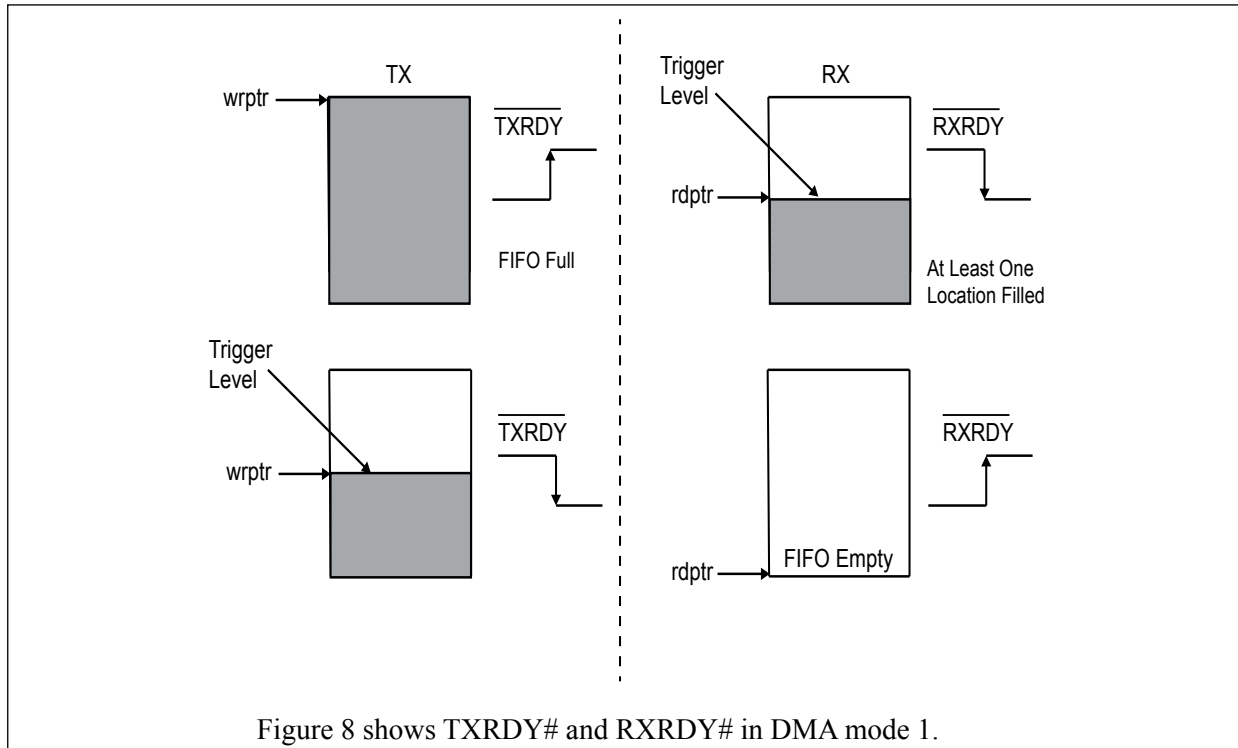 TX
wrptr
TXRDY
FIFO Full
Trigger
Level
wrptr
TXRDY
Trigger
Level
RX
RXRDY
rdptr
At Least One
Location Filled
RXRDY
FIFO Empty
rdptr
Figure 8 shows TXRDY# and RXRDY# in DMA mode 1.